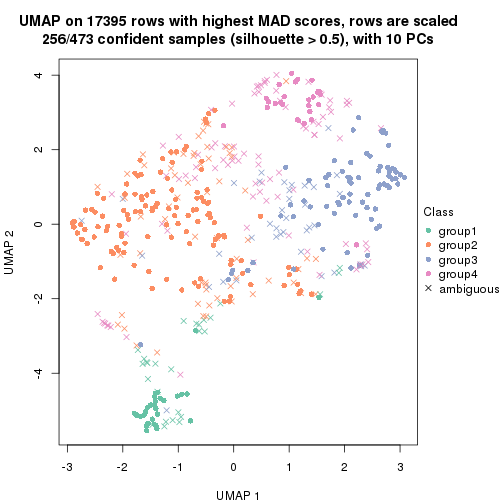 UMAP on 17395 rows with highest MAD scores, rows are scaled
256/473 confident samples (silhouette > 0.5), with 10 PCs
4
2
0
-2
-4
UMAP 2
-3 -2 -1 0 1 2 3
UMAP 1
Class
group1
group2
group3
group4
ambiguous